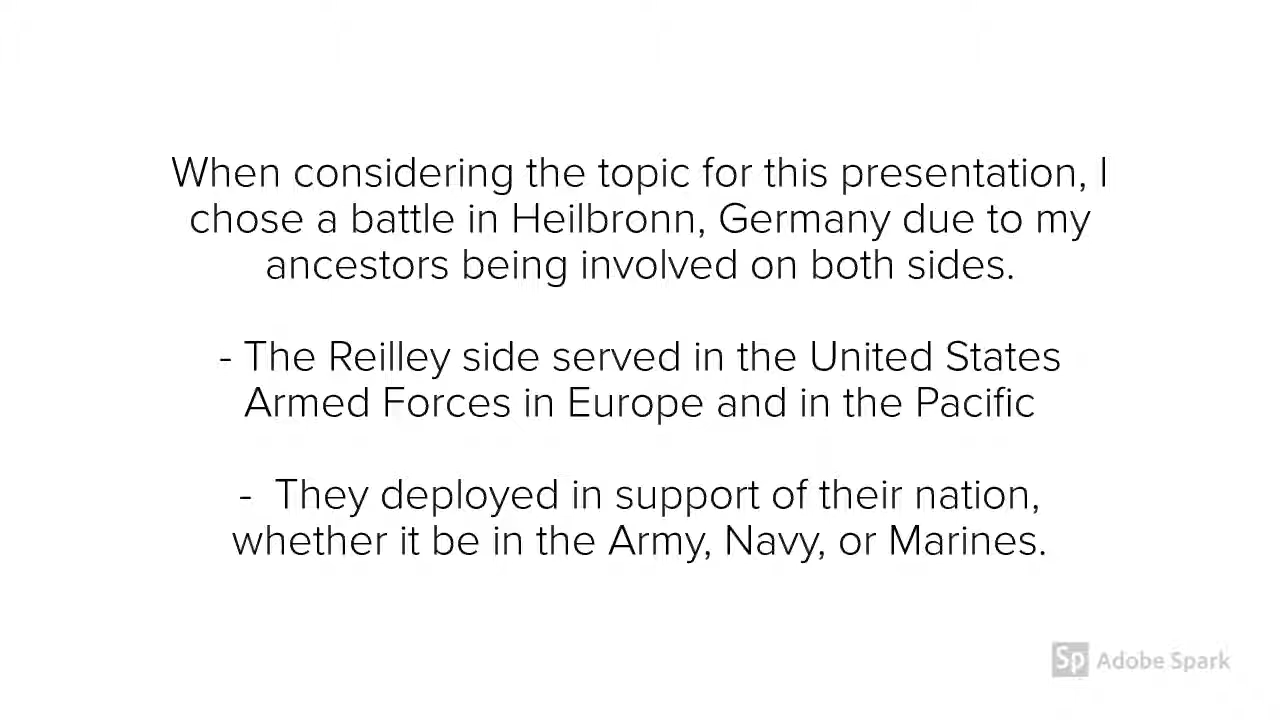 When considering the topic for this presentation, I
chose a battle in Heilbronn, Germany due to my
ancestors being involved on both sides.
- The Reilley side served in the United States
Armed Forces in Europe and in the Pacific
-  They deployed in support of their nation,
whether it be in the Army, Navy, or Marines.
Sp Adobe Spark